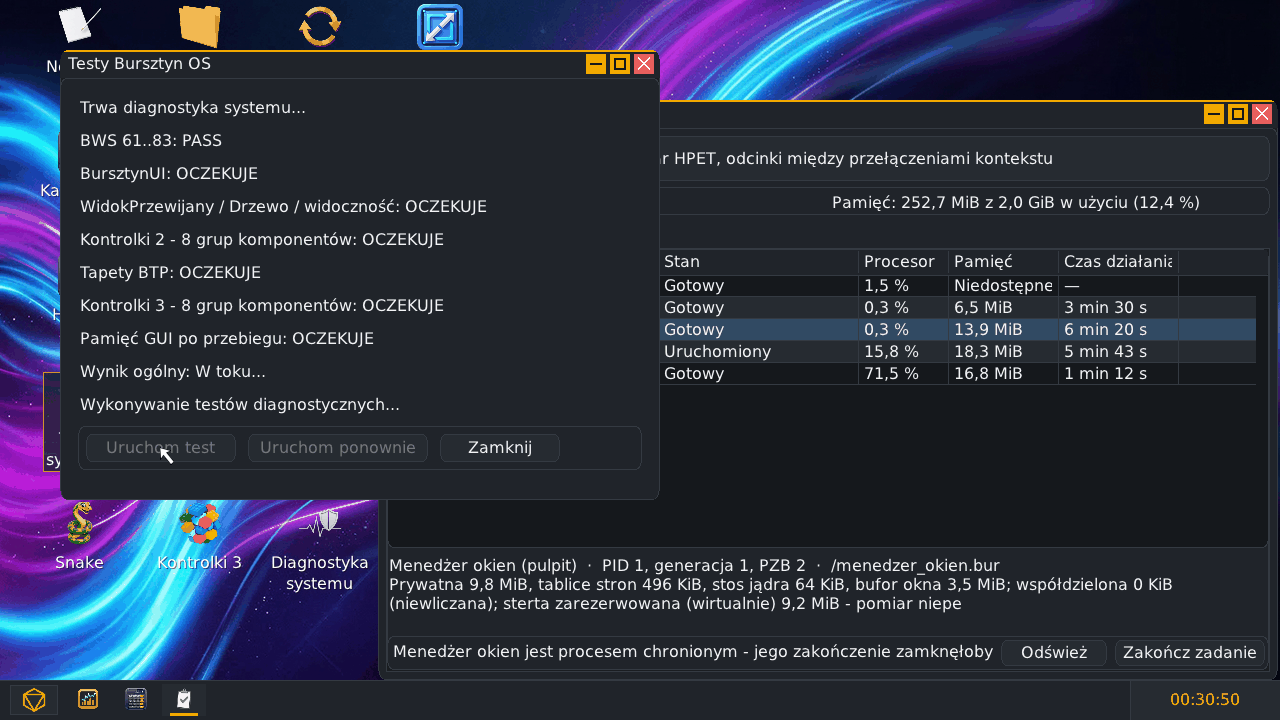 Testy Bursztyn OS
Trwa diagnostyka systemu...
BWS 61..83: PASS
BursztynUI: OCZEKUJE
WidokPrzewijany / Drzewo / widoczność: OCZEKUJE
Kontrolki 2 - 8 grup komponentów: OCZEKUJE
Tapety BTP: OCZEKUJE
Kontrolki 3 - 8 grup komponentów: OCZEKUJE
Pamięć GUI po przebiegu: OCZEKUJE
Wynik ogólny: W toku...
Wykonywanie testów diagnostycznych...
Uruchom test
Uruchom ponownie
Zamknij
HPET, odcinki między przełączeniami kontekstu
Pamięć: 252,7 MiB z 2,0 GiB w użyciu (12,4 %)
Stan Procesor Pamięć Czas działania
Gotowy 1,5 % Niedostępne —
Gotowy 0,3 % 6,5 MiB 3 min 30 s
Gotowy 0,3 % 13,9 MiB 6 min 20 s
Uruchomiony 15,8 % 18,3 MiB 5 min 43 s
Gotowy 71,5 % 16,8 MiB 1 min 12 s
Menedżer okien (pulpit) · PID 1, generacja 1, PZB 2 · /menedzer_okien.bur
Prywatna 9,8 MiB, tablice stron 496 KiB, stos jądra 64 KiB, bufor okna 3,5 MiB; współdzielona 0 KiB
(niewliczana); sterta zarezerwowana (wirtualnie) 9,2 MiB - pomiar niepe
Menedżer okien jest procesem chronionym - jego zakończenie zamknęłoby
Odśwież
Zakończ zadanie
Snake
Kontrolki 3
Diagnostyka
systemu
00:30:50